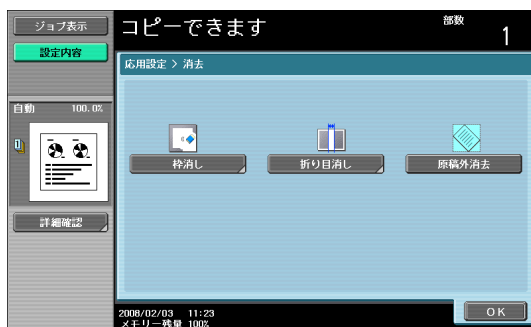 ジョブ表示
コピーできます
部数
1
設定内容
応用設定 > 消去
自動 100.0%
1
枠消し
折り目消し
原稿外消去
詳細確認
2008/02/03 11:23
メモリー残量 100%
OK